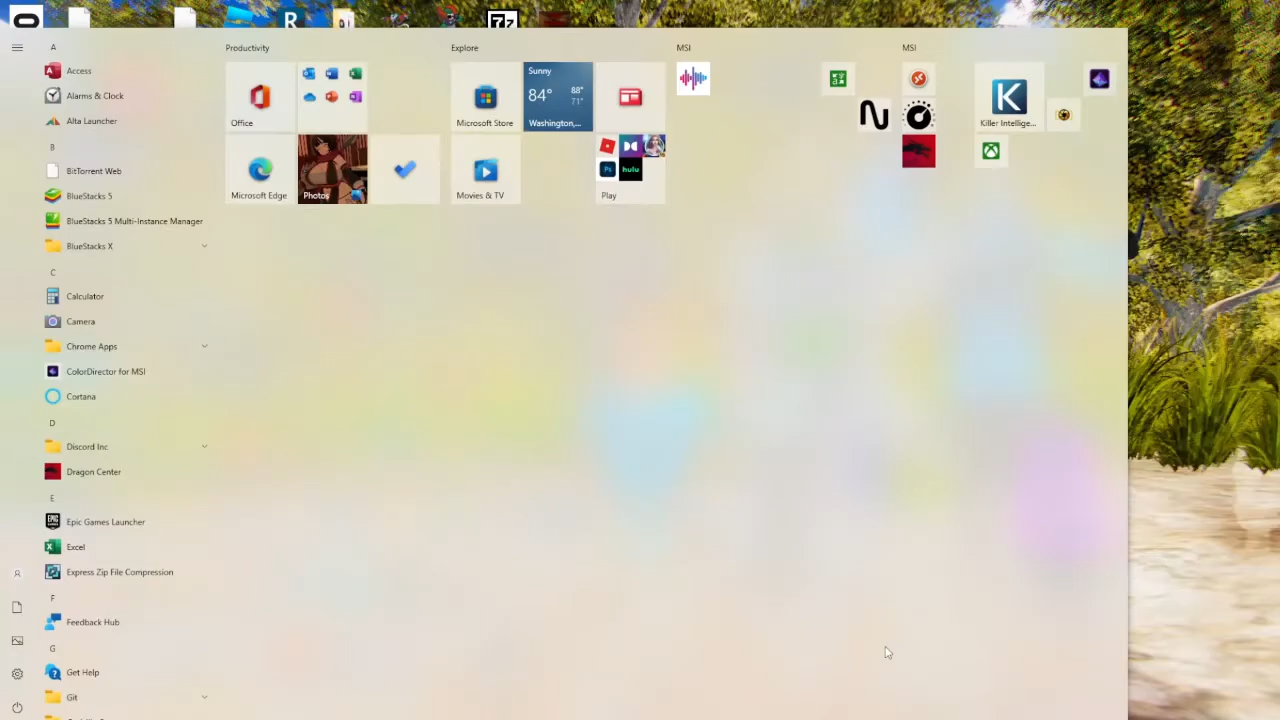 R
7z
A
Access
Alarms & Clock
Alta Launcher
B
BitTorrent Web
BlueStacks 5
BlueStacks 5 Multi-Instance Manager
BlueStacks X
C
Calculator
Camera
Chrome Apps
ColorDirector for MSI
Cortana
D
Discord Inc
Dragon Center
E
Epic Games Launcher
Excel
Express Zip File Compression
F
Feedback Hub
G
Get Help
Git
Productivity
Office
Microsoft Edge
Photos
Explore
Microsoft Store
Sunny
84° 88°
71°
Washington,...
Movies & TV
Ps hulu
Play
MSI
MSI
K
Killer Intellige...